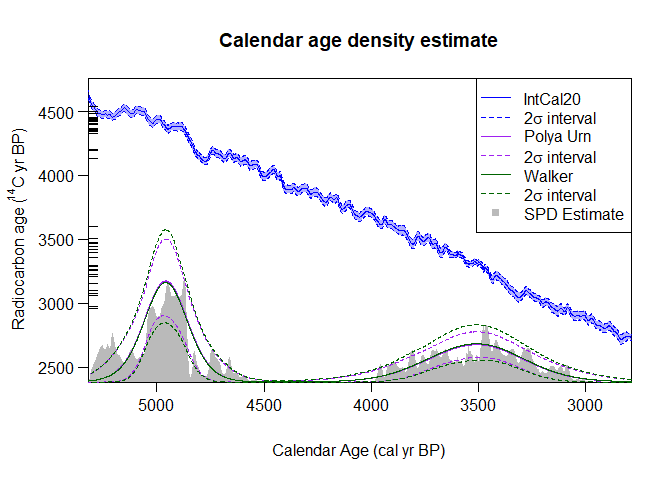 Calendar age density estimate
Radiocarbon age (¹⁴C yr BP)
4500
4000
3500
3000
2500
IntCal20
2σ interval
Polya Urn
2σ interval
Walker
2σ interval
SPD Estimate
5000 4500 4000 3500 3000
Calendar Age (cal yr BP)